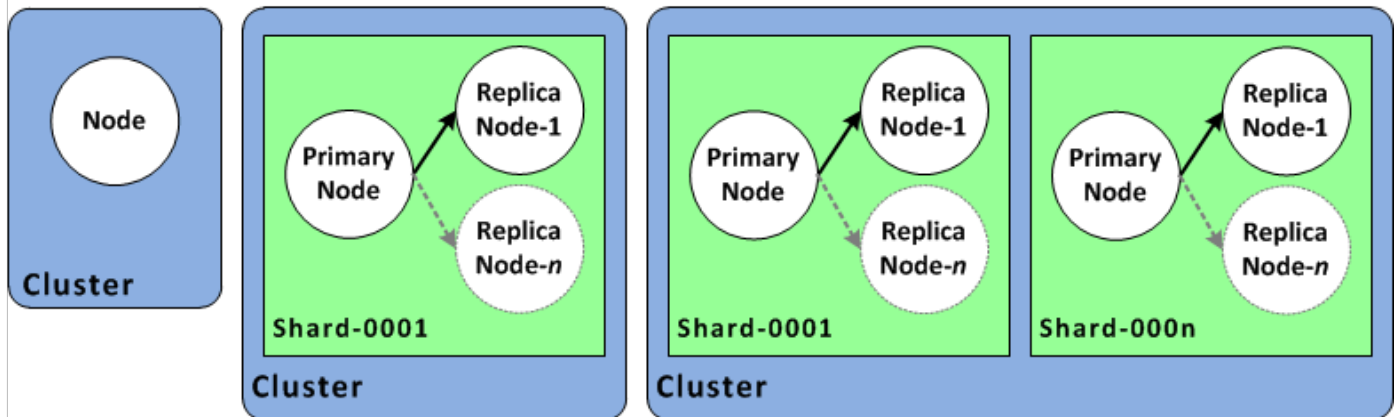 Node
Cluster
Primary
Node
Replica
Node-1
Replica
Node-n
Shard-0001
Cluster
Primary
Node
Replica
Node-1
Replica
Node-n
Shard-0001
Primary
Node
Replica
Node-1
Replica
Node-n
Shard-000n
Cluster